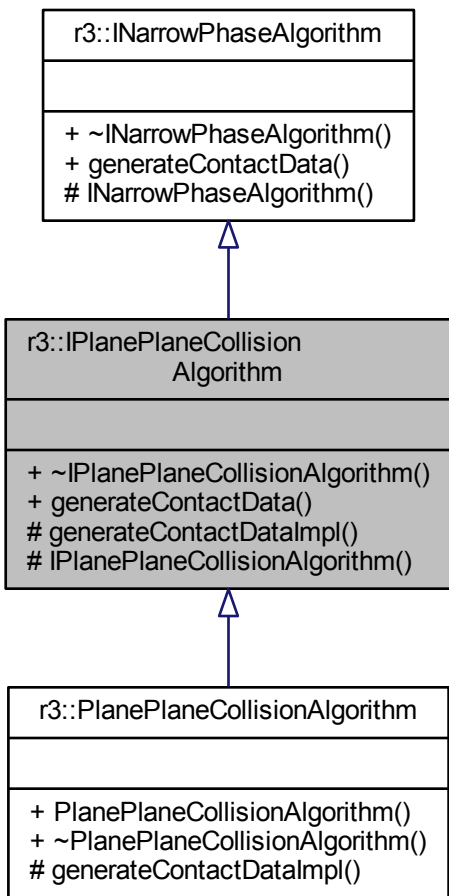 r3::INarrowPhaseAlgorithm
+ ~INarrowPhaseAlgorithm()
+ generateContactData()
# INarrowPhaseAlgorithm()
r3::IPlanePlaneCollision
Algorithm
+ ~IPlanePlaneCollisionAlgorithm()
+ generateContactData()
# generateContactDataImpl()
# IPlanePlaneCollisionAlgorithm()
r3::PlanePlaneCollisionAlgorithm
+ PlanePlaneCollisionAlgorithm()
+ ~PlanePlaneCollisionAlgorithm()
# generateContactDataImpl()